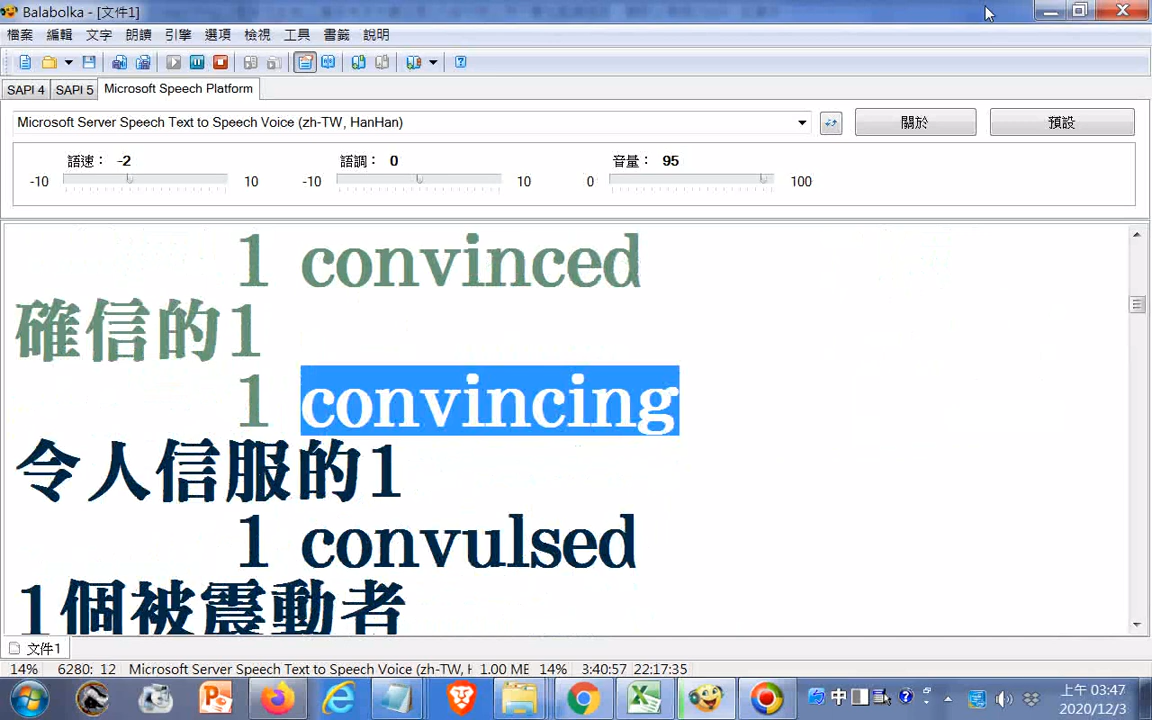 Balabolka - [文件1]
檔案 編輯 文字 朗讀 引擎 選項 檢視 工具 書籤 說明
SAPI 4 SAPI 5 Microsoft Speech Platform
Microsoft Server Speech Text to Speech Voice (zh-TW, HanHan) 關於 預設
語速： -2 語調： 0 音量： 95
-10 10 -10 10 0 100
1 convinced
確信的1
1 convincing
令人信服的1
1 convulsed
1個被震動者
文件1
14% 6280: 12 Microsoft Server Speech Text to Speech Voice (zh-TW, 1.00 ME 14% 3:40:57 22:17:35
中 上午 03:47
2020/12/3